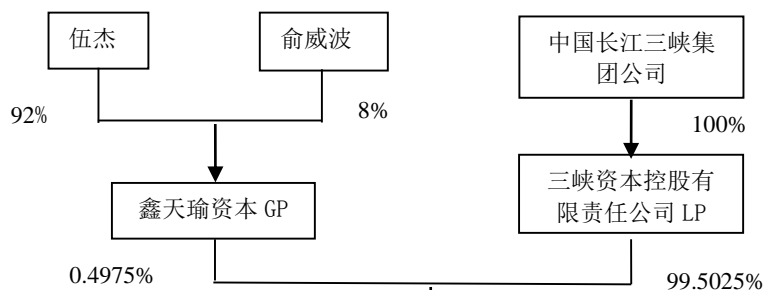 伍杰
俞威波
中国长江三峡集
团公司
92%
8%
100%
鑫天瑜资本 GP
三峡资本控股有
限责任公司 LP
0.4975%
99.5025%